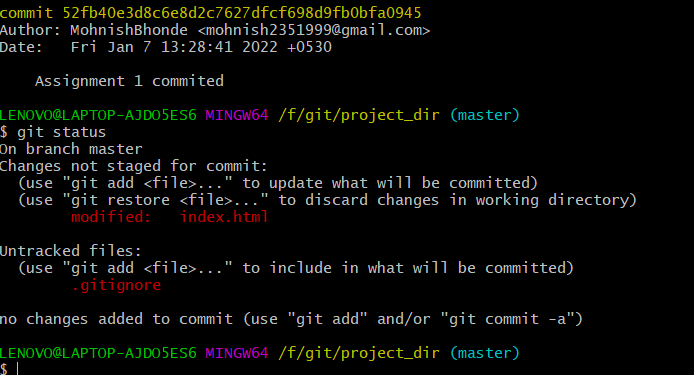 commit 52fb40e3d8c6e8d2c7627dfcf698d9fb0bfa0945
Author: MohnishBhonde <mohnish2351999@gmail.com>
Date:   Fri Jan 7 13:28:41 2022 +0530
    Assignment 1 commited
LENOVO@LAPTOP-AJDO5ES6 MINGW64 /f/git/project_dir (master)
$ git status
On branch master
Changes not staged for commit:
  (use "git add <file>..." to update what will be committed)
  (use "git restore <file>..." to discard changes in working directory)
        modified:   index.html
Untracked files:
  (use "git add <file>..." to include in what will be committed)
        .gitignore
no changes added to commit (use "git add" and/or "git commit -a")
LENOVO@LAPTOP-AJDO5ES6 MINGW64 /f/git/project_dir (master)
$